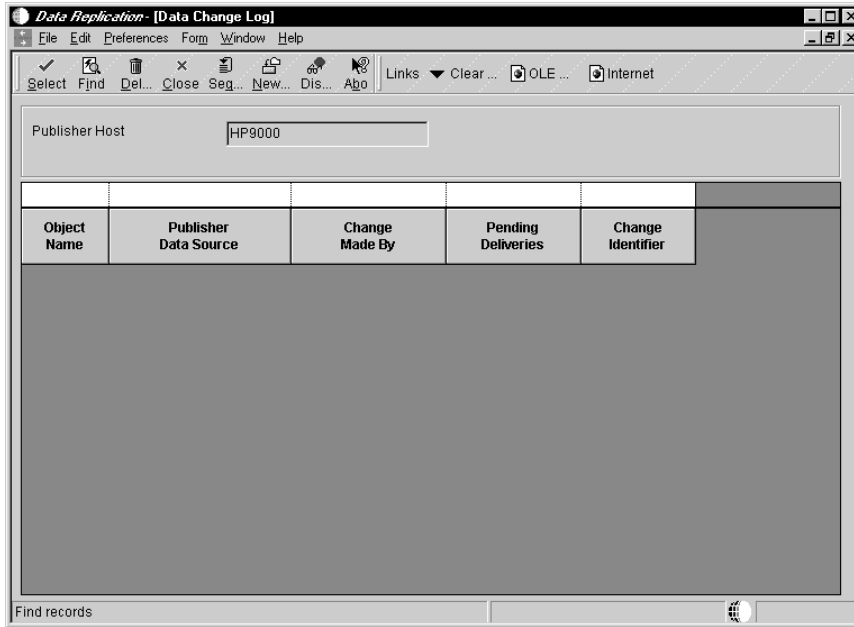 Data Replication - [Data Change Log]
File Edit Preferences Form Window Help
Select Find Del... Close Seq... New... Dis... Abo Links Clear ... OLE ... Internet
Publisher Host HP9000
Object Name
Publisher Data Source
Change Made By
Pending Deliveries
Change Identifier
Find records